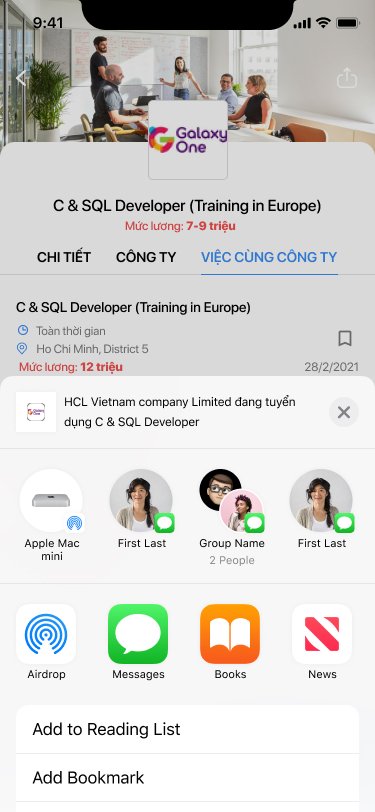 9:41
Galaxy
One
C & SQL Developer (Training in Europe)
Mức lương: 7-9 triệu
CHI TIẾT CÔNG TY VIỆC CÙNG CÔNG TY
C & SQL Developer (Training in Europe)
Toàn thời gian
Ho Chi Minh, District 5
Mức lương: 12 triệu 28/2/2021
Galaxy
One
HCL Vietnam company Limited đang tuyển
dụng C & SQL Developer
Apple Mac
mini
First Last
Group Name
2 People
First Last
Airdrop Messages Books News
Add to Reading List
Add Bookmark